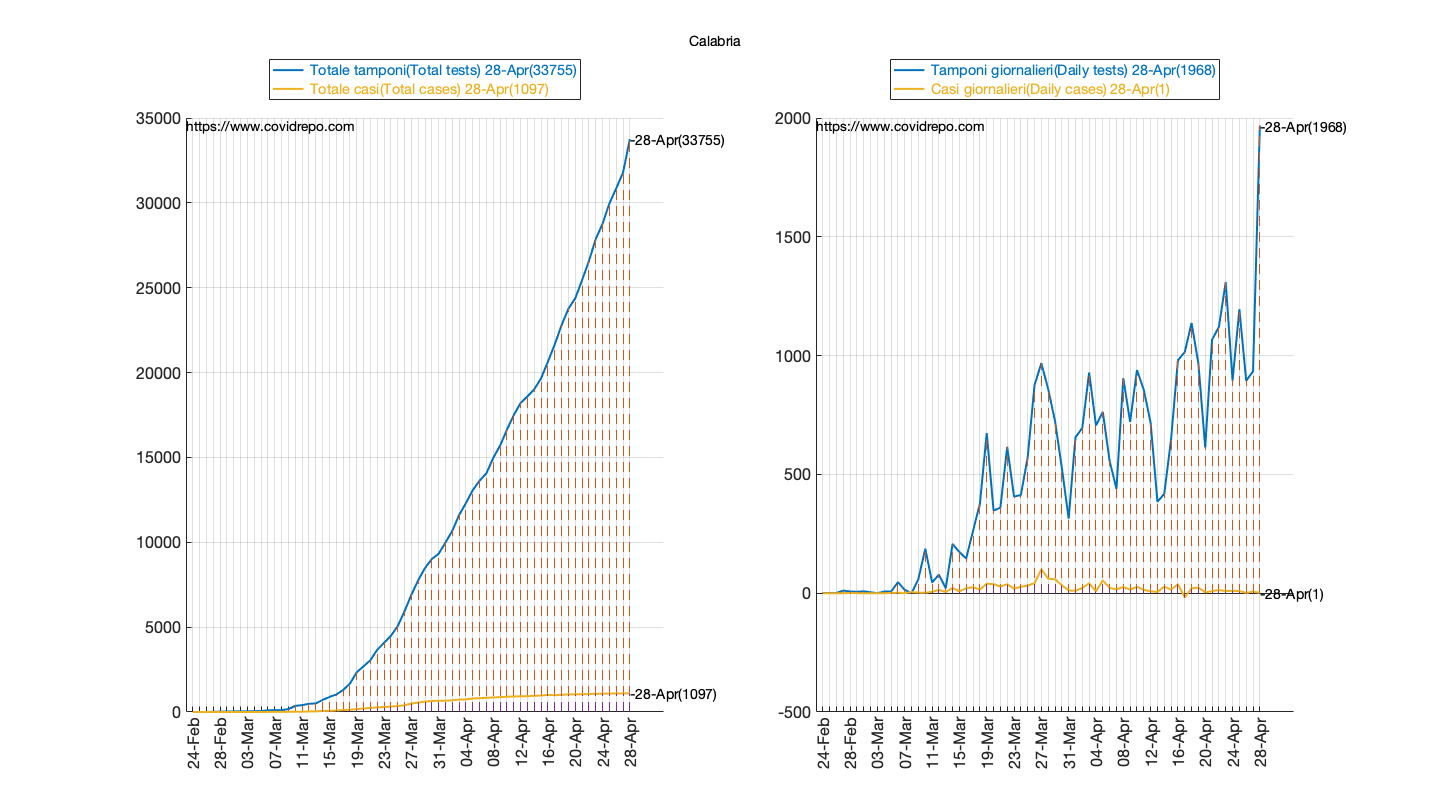 Calabria
Totale tamponi(Total tests) 28-Apr(33755)
Totale casi(Total cases) 28-Apr(1097)
https://www.covidrepo.com
28-Apr(33755)
28-Apr(1097)
35000
30000
25000
20000
15000
10000
5000
0
24-Feb
28-Feb
03-Mar
07-Mar
11-Mar
15-Mar
19-Mar
23-Mar
27-Mar
31-Mar
04-Apr
08-Apr
12-Apr
16-Apr
20-Apr
24-Apr
28-Apr
Tamponi giornalieri(Daily tests) 28-Apr(1968)
Casi giornalieri(Daily cases) 28-Apr(1)
https://www.covidrepo.com
28-Apr(1968)
28-Apr(1)
2000
1500
1000
500
0
-500
24-Feb
28-Feb
03-Mar
07-Mar
11-Mar
15-Mar
19-Mar
23-Mar
27-Mar
31-Mar
04-Apr
08-Apr
12-Apr
16-Apr
20-Apr
24-Apr
28-Apr